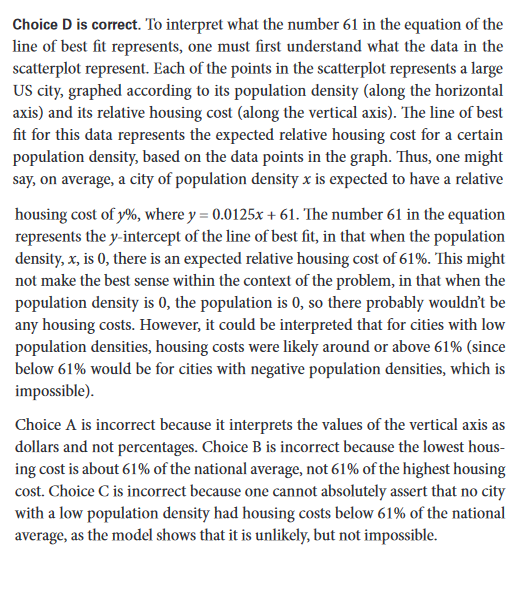 Choice D is correct. To interpret what the number 61 in the equation of the
line of best fit represents, one must first understand what the data in the
scatterplot represent. Each of the points in the scatterplot represents a large
US city, graphed according to its population density (along the horizontal
axis) and its relative housing cost (along the vertical axis). The line of best
fit for this data represents the expected relative housing cost for a certain
population density, based on the data points in the graph. Thus, one might
say, on average, a city of population density x is expected to have a relative
housing cost of y%, where y = 0.0125x + 61. The number 61 in the equation
represents the y-intercept of the line of best fit, in that when the population
density, x, is 0, there is an expected relative housing cost of 61%. This might
not make the best sense within the context of the problem, in that when the
population density is 0, the population is 0, so there probably wouldn’t be
any housing costs. However, it could be interpreted that for cities with low
population densities, housing costs were likely around or above 61% (since
below 61% would be for cities with negative population densities, which is
impossible).
Choice A is incorrect because it interprets the values of the vertical axis as
dollars and not percentages. Choice B is incorrect because the lowest hous-
ing cost is about 61% of the national average, not 61% of the highest housing
cost. Choice C is incorrect because one cannot absolutely assert that no city
with a low population density had housing costs below 61% of the national
average, as the model shows that it is unlikely, but not impossible.